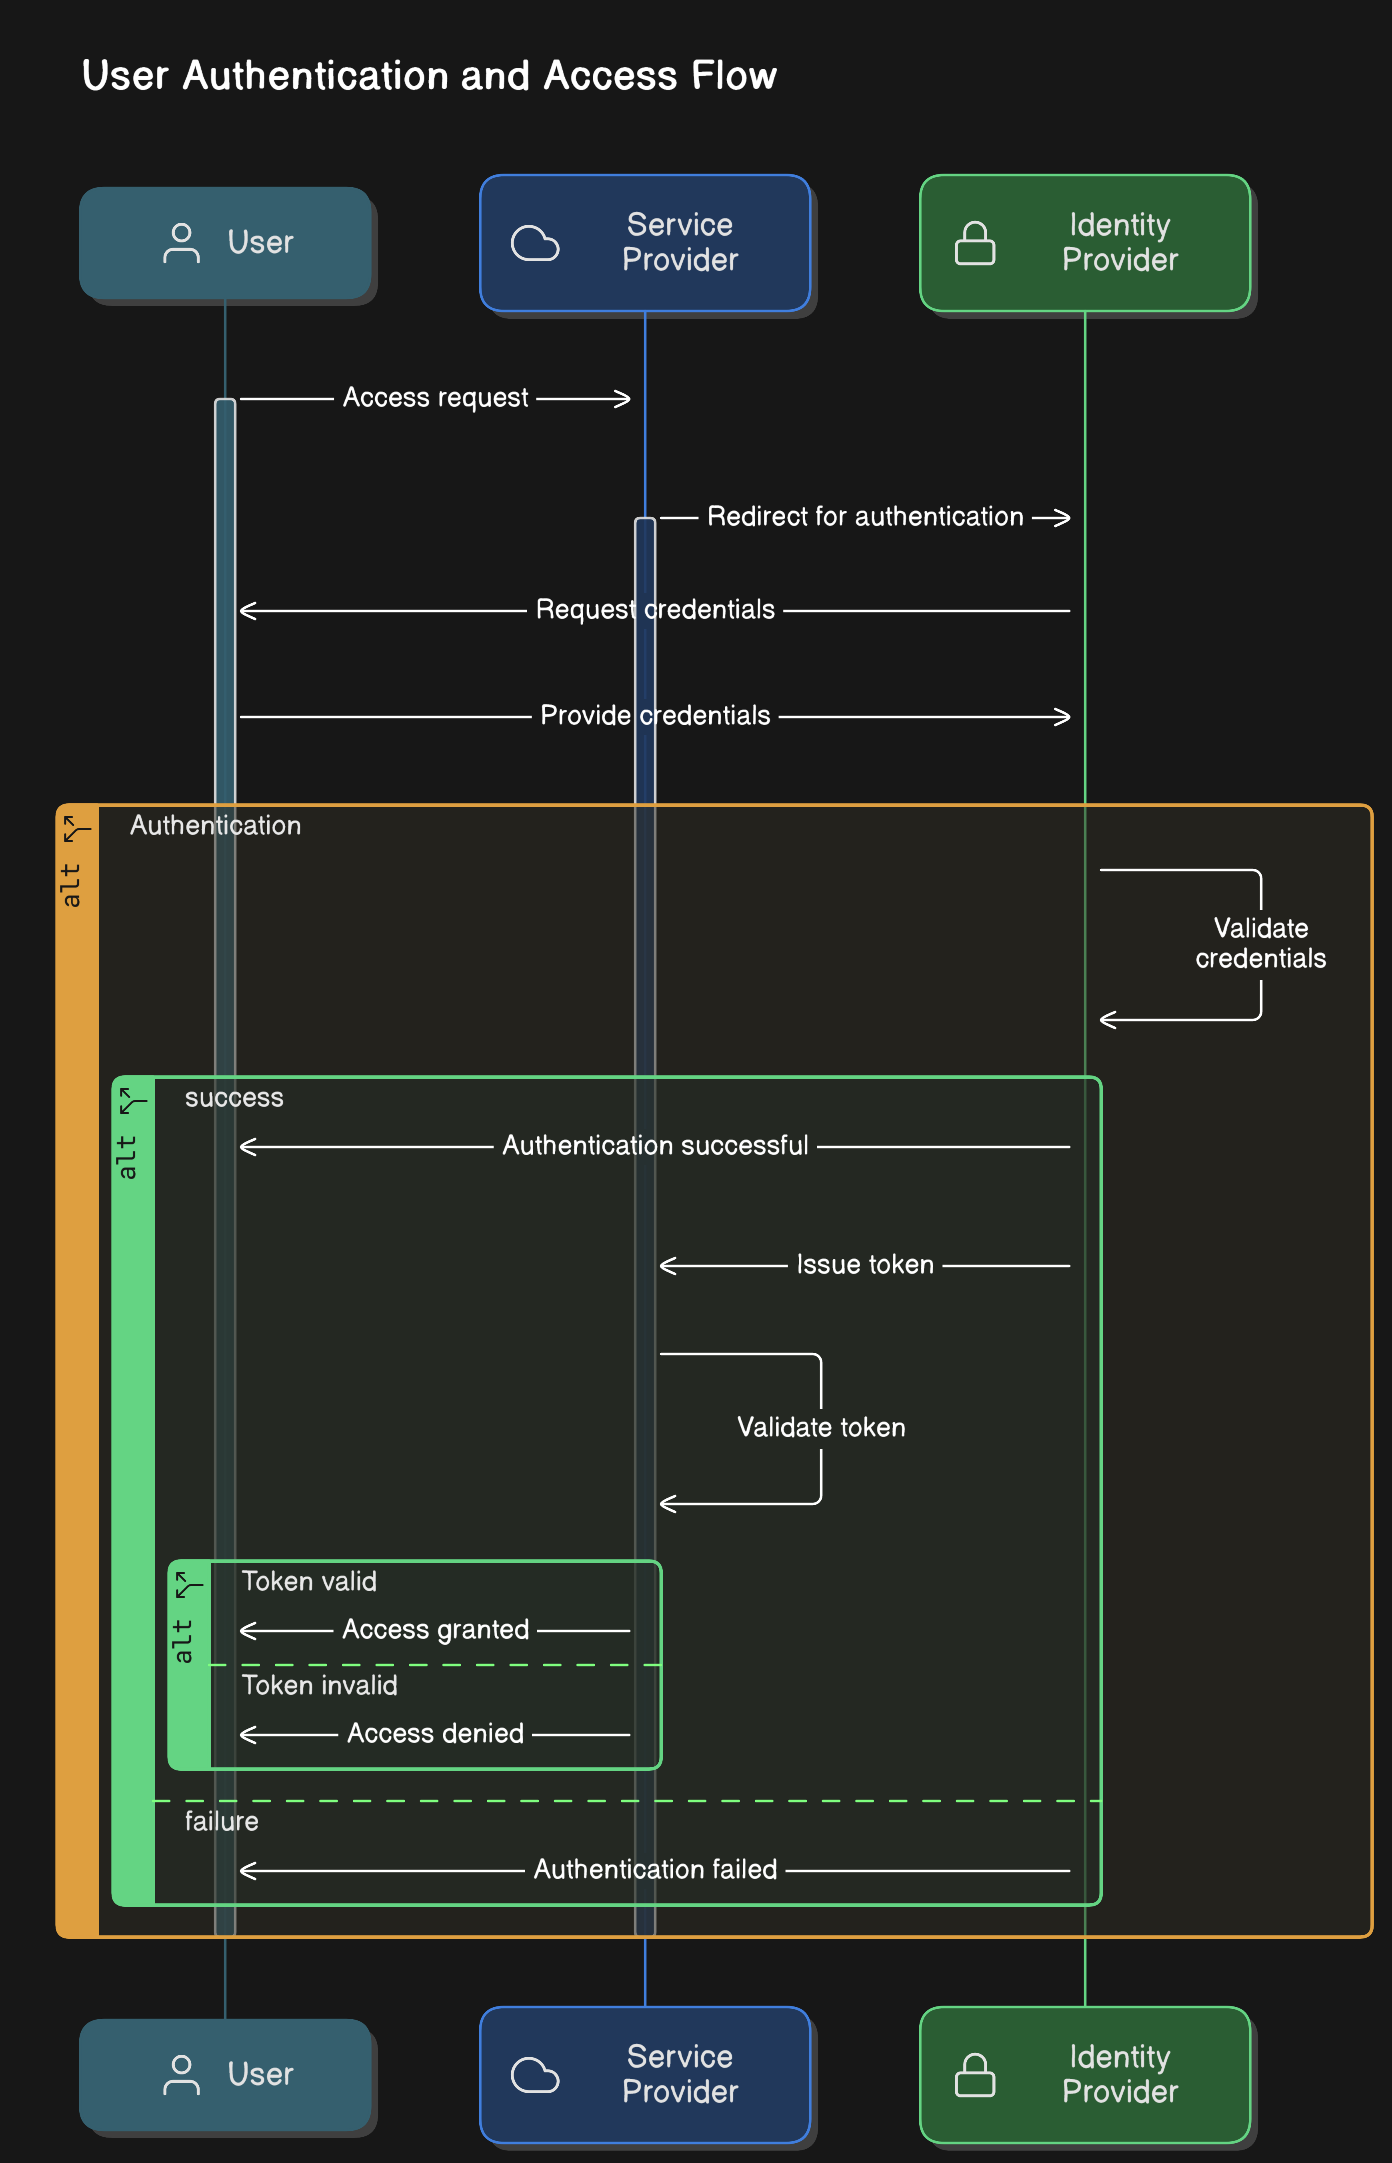 User Authentication and Access Flow
User
Service
Provider
Identity
Provider
Access request
Redirect for authentication
Request credentials
Provide credentials
alt
Authentication
Validate
credentials
alt
success
Authentication successful
Issue token
Validate token
alt
Token valid
Access granted
Token invalid
Access denied
failure
Authentication failed
User
Service
Provider
Identity
Provider